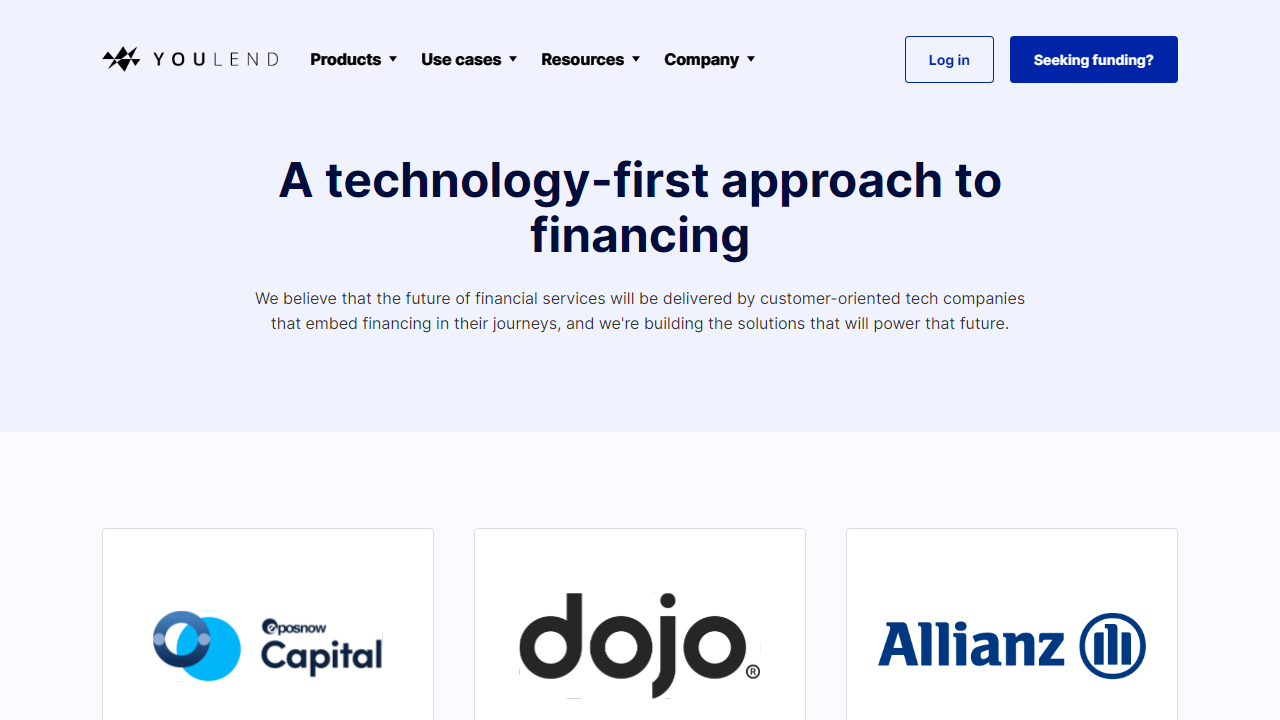 YOULEND Products Use cases Resources Company Log in Seeking funding?
A technology-first approach to
financing
We believe that the future of financial services will be delivered by customer-oriented tech companies
that embed financing in their journeys, and we're building the solutions that will power that future.
eposnow
Capital
dojo®
Allianz